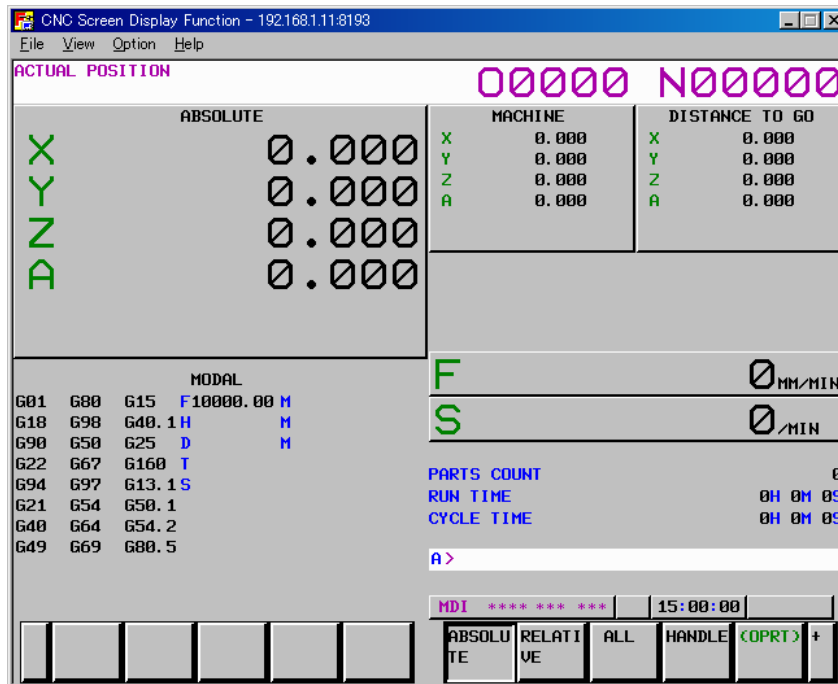 CNC Screen Display Function - 192.168.1.11:8193
File View Option Help
ACTUAL POSITION O0000 N00000
ABSOLUTE
X 0.000
Y 0.000
Z 0.000
A 0.000
MACHINE
X 0.000
Y 0.000
Z 0.000
A 0.000
DISTANCE TO GO
X 0.000
Y 0.000
Z 0.000
A 0.000
MODAL
G01 G80 G15 F10000.00 M
G18 G98 G40.1 H M
G90 G50 G25 D M
G22 G67 G160 T
G94 G97 G13.1 S
G21 G54 G50.1
G40 G64 G54.2
G49 G69 G80.5
F 0 MM/MIN
S 0 /MIN
PARTS COUNT 0
RUN TIME 0H 0M 0S
CYCLE TIME 0H 0M 0S
A>
MDI **** *** *** 15:00:00
ABSOLU
TE
RELATI
VE
ALL
HANDLE
(OPRT)
+